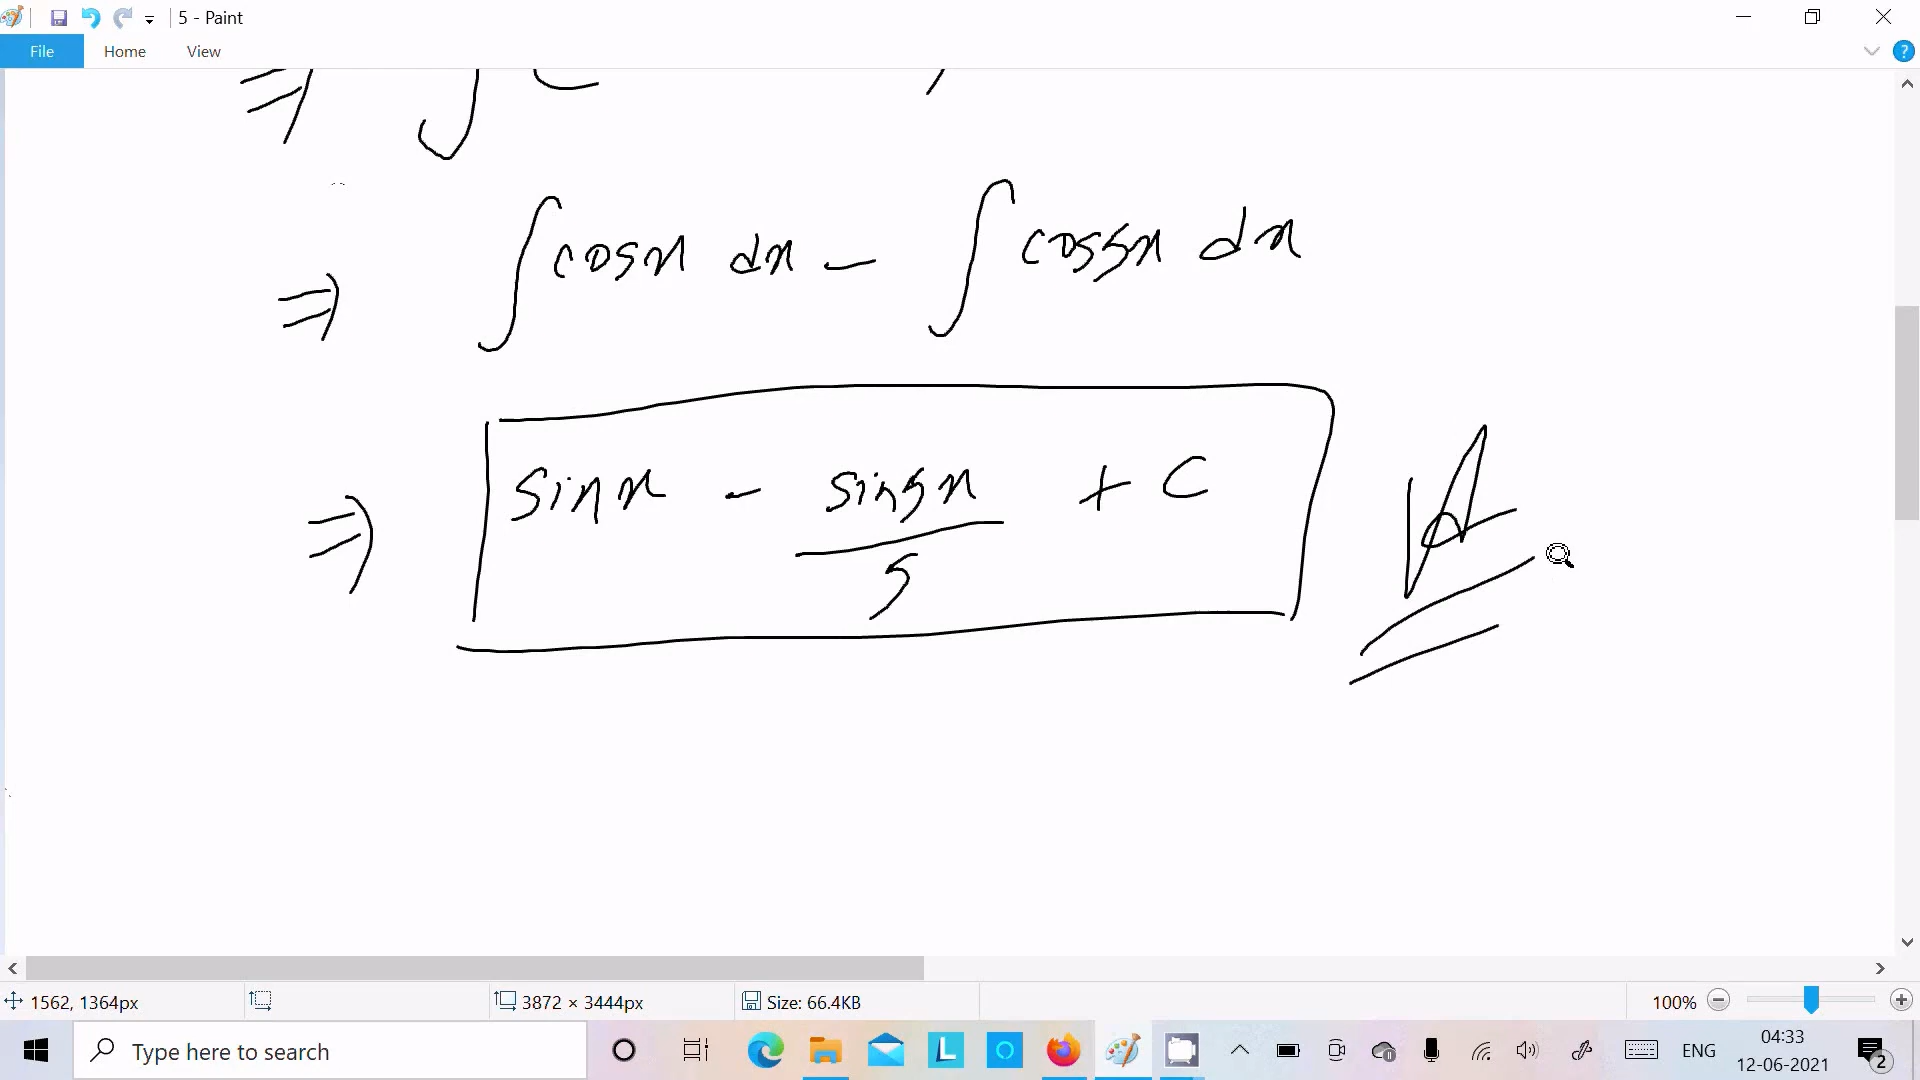 5 - Paint
File Home View
⇒ ∫
⇒ ∫ cosx dx - ∫ cos5x dx
⇒ sinx - sin5x/5 + C
1562, 1364px 3872 × 3444px Size: 66.4KB 100%
Type here to search ENG 04:33
12-06-2021
2